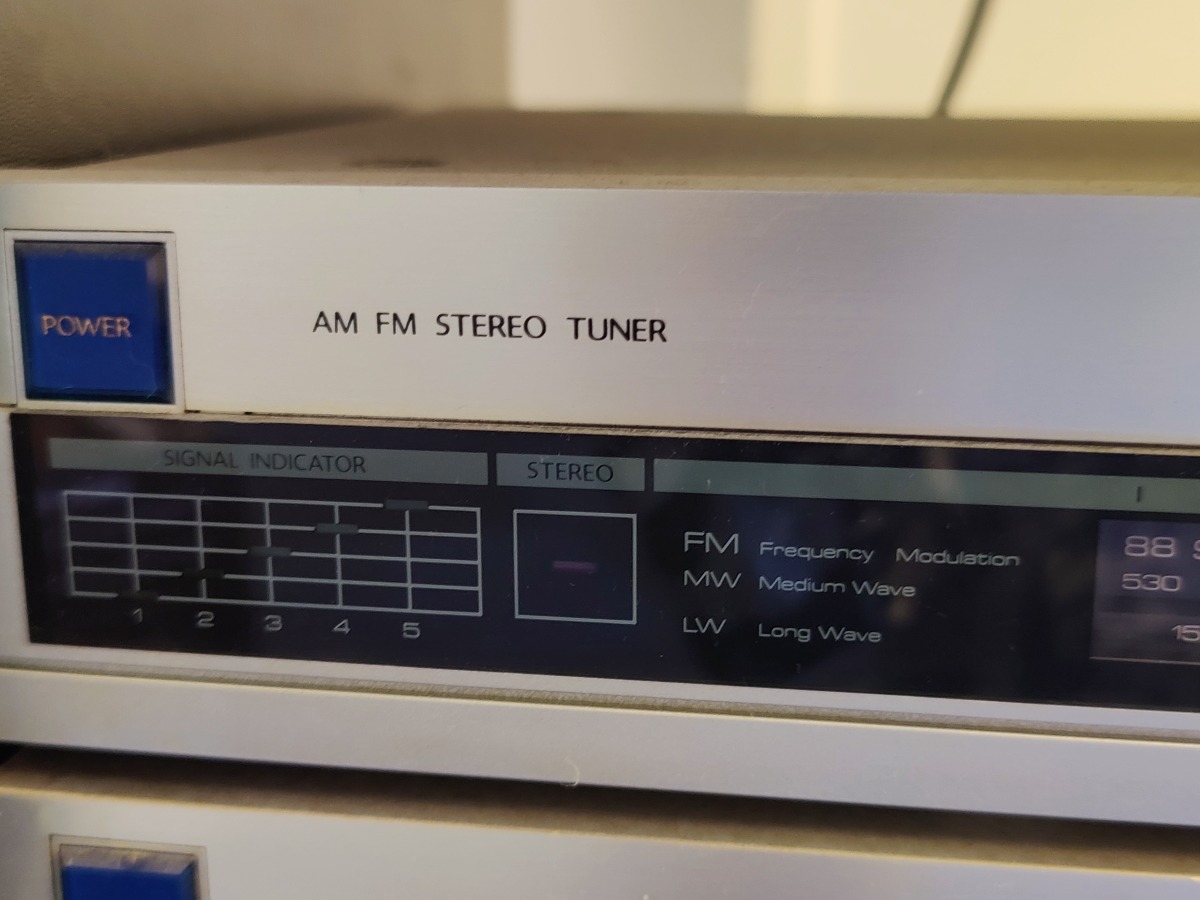 POWER
AM FM STEREO TUNER
SIGNAL INDICATOR
STEREO
FM Frequency Modulation
88
MW Medium Wave
530
LW Long Wave
1 2 3 4 5